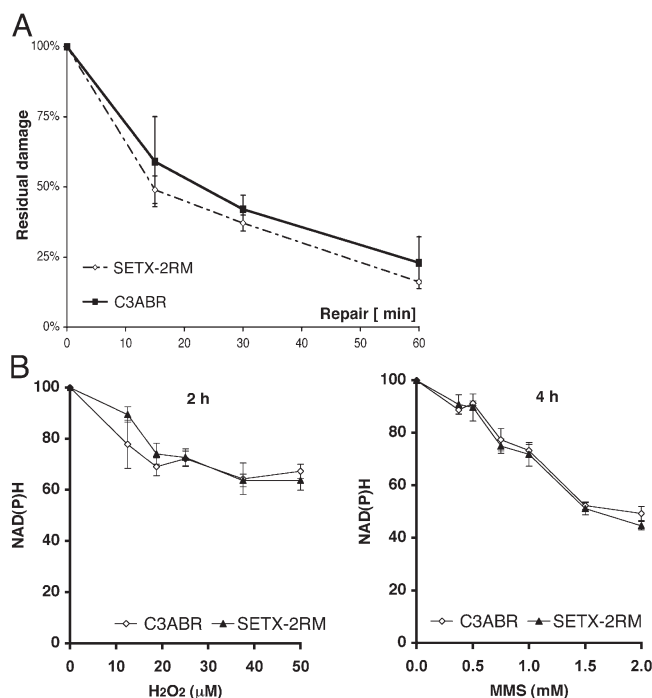 A
100%
75%
50%
25%
0%
Residual damage
SETX-2RM
C3ABR
Repair [ min]
0 10 20 30 40 50 60
B
2 h
100
80
60
40
20
0
NAD(P)H
C3ABR SETX-2RM
0 10 20 30 40 50
H2O2 (μM)
4 h
100
80
60
40
20
0
NAD(P)H
C3ABR SETX-2RM
0.0 0.5 1.0 1.5 2.0
MMS (mM)